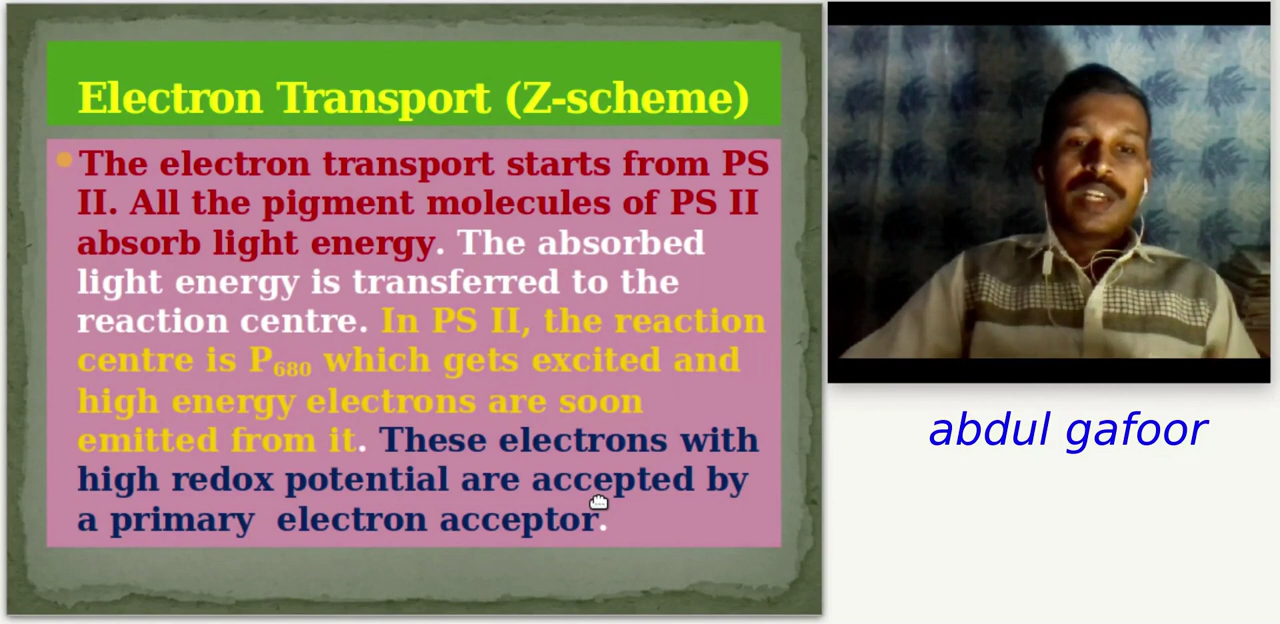 Electron Transport (Z-scheme)
The electron transport starts from PS
II. All the pigment molecules of PS II
absorb light energy. The absorbed
light energy is transferred to the
reaction centre. In PS II, the reaction
centre is P₆₈₀ which gets excited and
high energy electrons are soon
emitted from it. These electrons with
high redox potential are accepted by
a primary  electron acceptor.
abdul gafoor